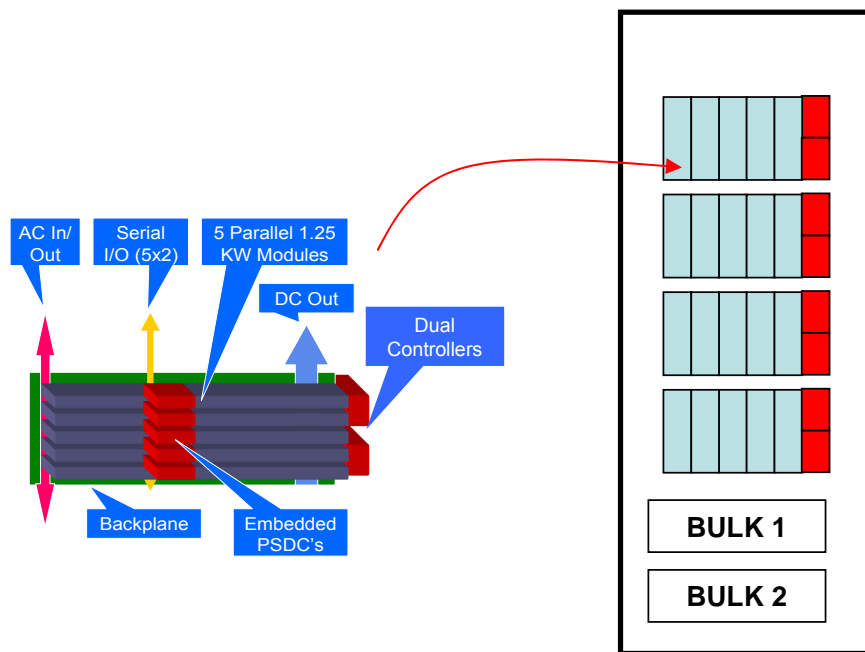 AC In/
Out
Serial
I/O (5x2)
5 Parallel 1.25
KW Modules
DC Out
Dual
Controllers
Backplane
Embedded
PSDC’s
BULK 1
BULK 2